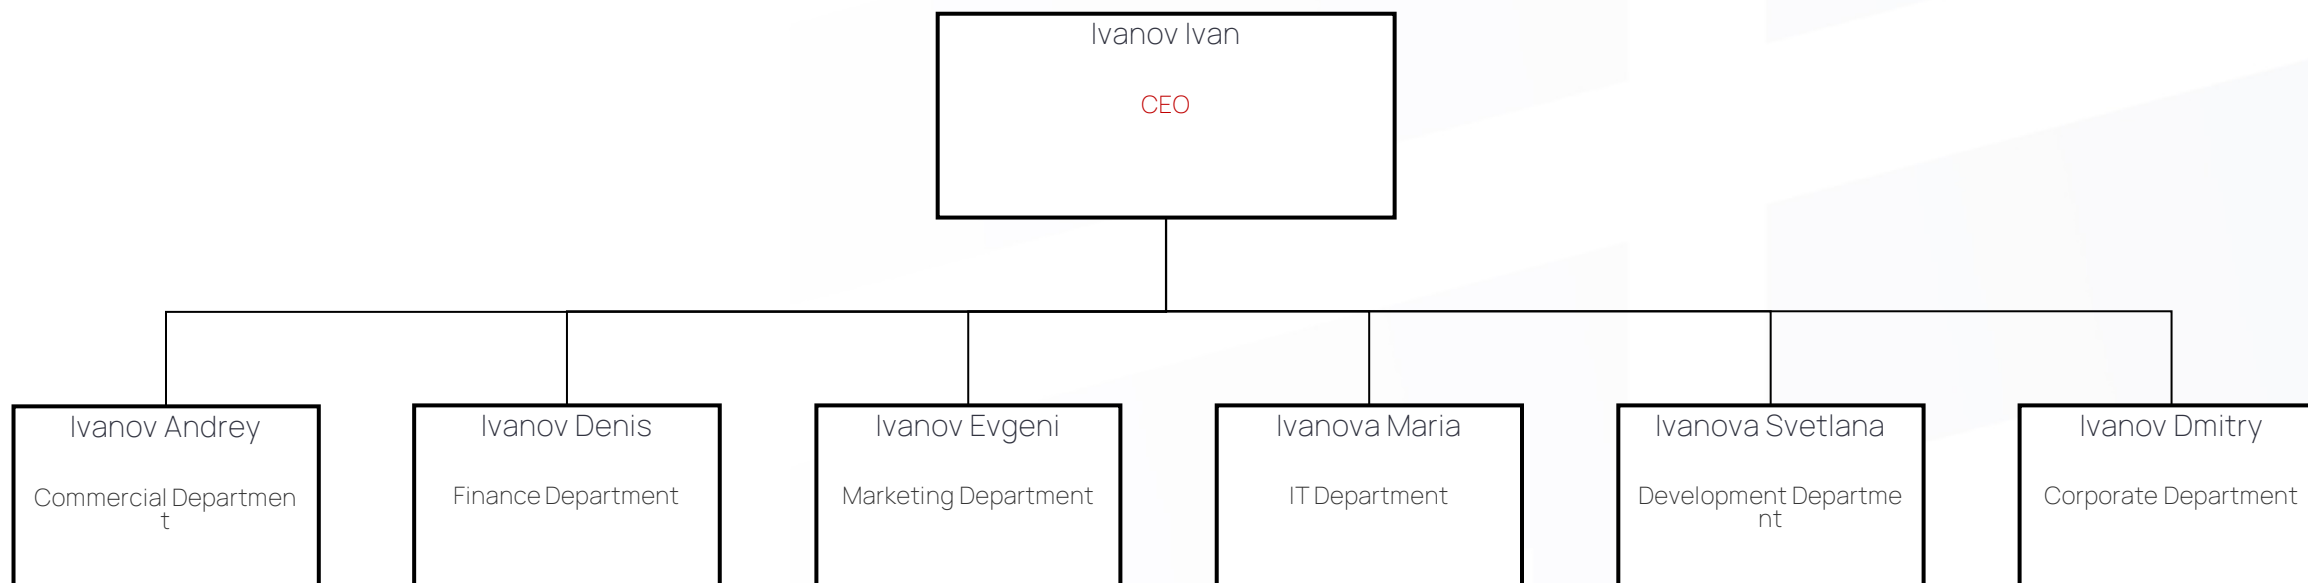 Ivanov Ivan
CEO
Ivanov Andrey
Commercial Departmen
t
Ivanov Denis
Finance Department
Ivanov Evgeni
Marketing Department
Ivanova Maria
IT Department
Ivanova Svetlana
Development Departme
nt
Ivanov Dmitry
Corporate Department